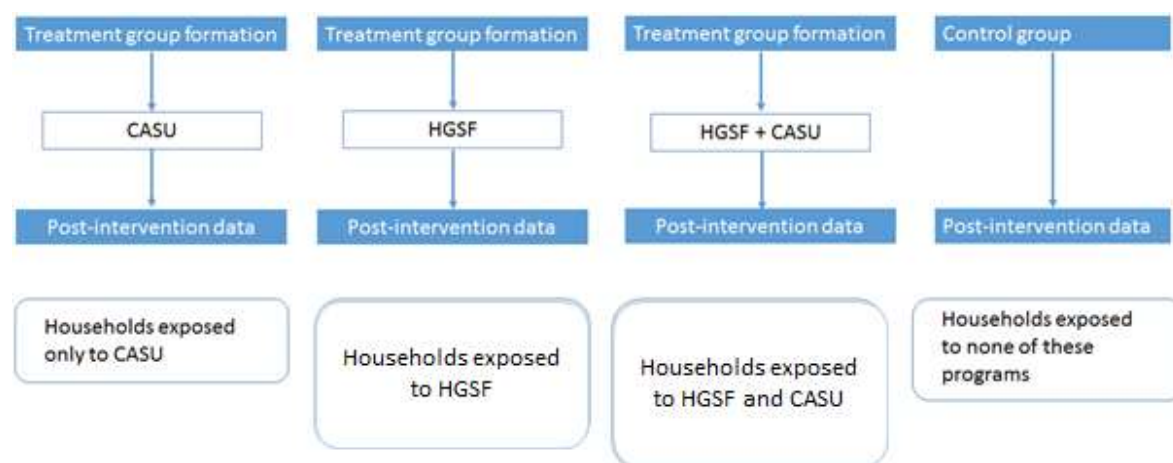 Treatment group formation
Treatment group formation
Treatment group formation
Control group
CASU
HGSF
HGSF + CASU
Post-intervention data
Post-intervention data
Post-intervention data
Post-intervention data
Households exposed
only to CASU
Households exposed
to HGSF
Households exposed
to HGSF and CASU
Households exposed
to none of these
programs